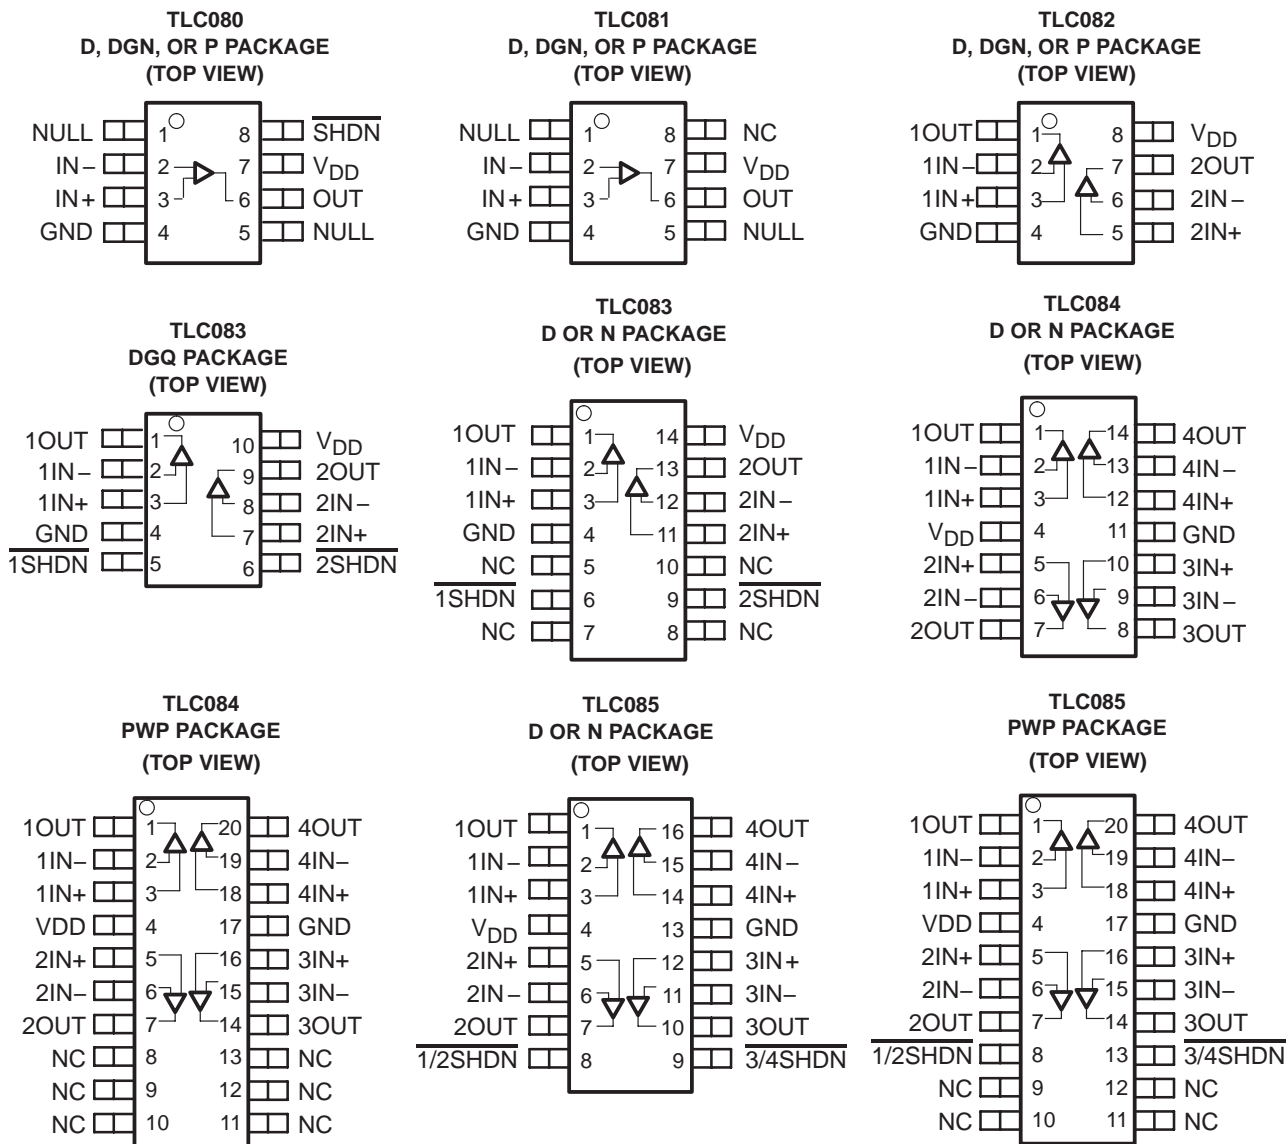 TLC080
D, DGN, OR P PACKAGE
(TOP VIEW)
NULL 1 8 SHDN
IN− 2 7 VDD
IN+ 3 6 OUT
GND 4 5 NULL
TLC081
D, DGN, OR P PACKAGE
(TOP VIEW)
NULL 1 8 NC
IN− 2 7 VDD
IN+ 3 6 OUT
GND 4 5 NULL
TLC082
D, DGN, OR P PACKAGE
(TOP VIEW)
1OUT 1 8 VDD
1IN− 2 7 2OUT
1IN+ 3 6 2IN−
GND 4 5 2IN+
TLC083
DGQ PACKAGE
(TOP VIEW)
1OUT 1 10 VDD
1IN− 2 9 2OUT
1IN+ 3 8 2IN−
GND 4 7 2IN+
1SHDN 5 6 2SHDN
TLC083
D OR N PACKAGE
(TOP VIEW)
1OUT 1 14 VDD
1IN− 2 13 2OUT
1IN+ 3 12 2IN−
GND 4 11 2IN+
NC 5 10 NC
1SHDN 6 9 2SHDN
NC 7 8 NC
TLC084
D OR N PACKAGE
(TOP VIEW)
1OUT 1 14 4OUT
1IN− 2 13 4IN−
1IN+ 3 12 4IN+
VDD 4 11 GND
2IN+ 5 10 3IN+
2IN− 6 9 3IN−
2OUT 7 8 3OUT
TLC084
PWP PACKAGE
(TOP VIEW)
1OUT 1 20 4OUT
1IN− 2 19 4IN−
1IN+ 3 18 4IN+
VDD 4 17 GND
2IN+ 5 16 3IN+
2IN− 6 15 3IN−
2OUT 7 14 3OUT
NC 8 13 NC
NC 9 12 NC
NC 10 11 NC
TLC085
D OR N PACKAGE
(TOP VIEW)
1OUT 1 16 4OUT
1IN− 2 15 4IN−
1IN+ 3 14 4IN+
VDD 4 13 GND
2IN+ 5 12 3IN+
2IN− 6 11 3IN−
2OUT 7 10 3OUT
1/2SHDN 8 9 3/4SHDN
TLC085
PWP PACKAGE
(TOP VIEW)
1OUT 1 20 4OUT
1IN− 2 19 4IN−
1IN+ 3 18 4IN+
VDD 4 17 GND
2IN+ 5 16 3IN+
2IN− 6 15 3IN−
2OUT 7 14 3OUT
1/2SHDN 8 13 3/4SHDN
NC 9 12 NC
NC 10 11 NC